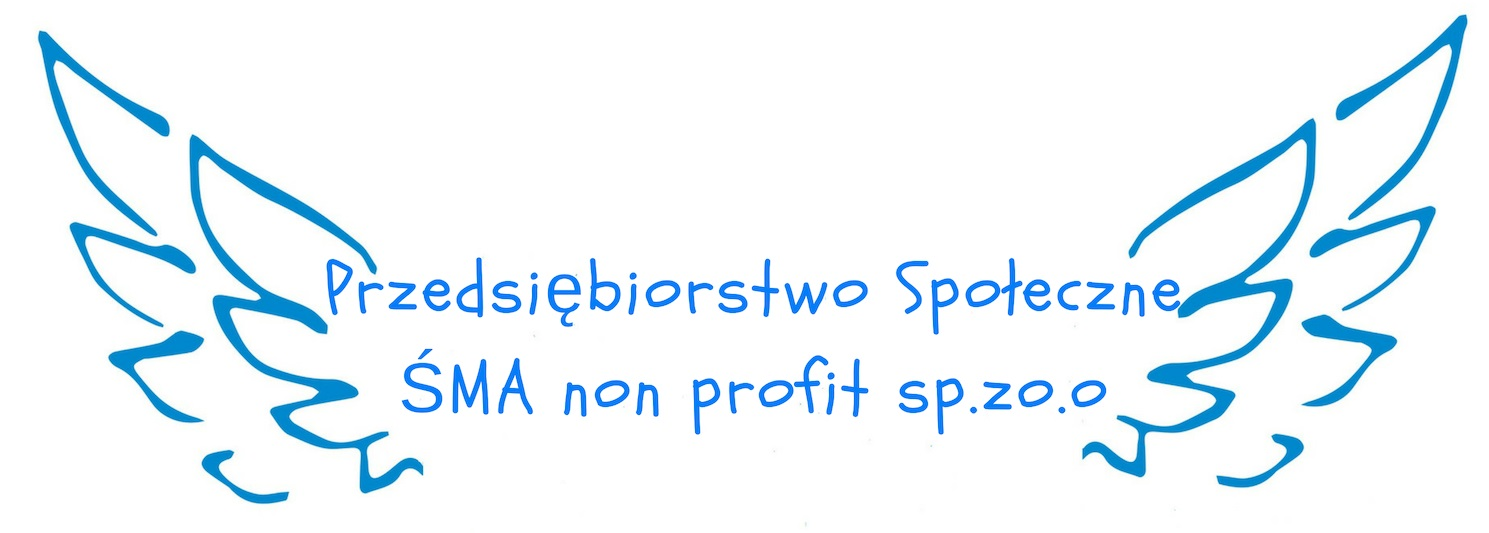 Przedsiębiorstwo Społeczne
ŚMA non profit sp.zo.o